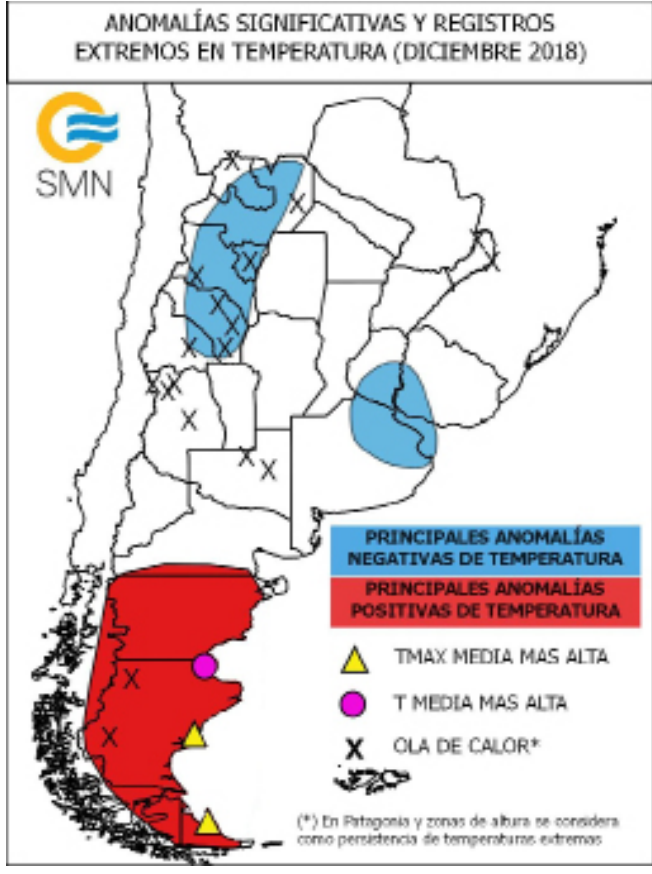 ANOMALÍAS SIGNIFICATIVAS Y REGISTROS
EXTREMOS EN TEMPERATURA (DICIEMBRE 2018)
SMN
PRINCIPALES ANOMALÍAS
NEGATIVAS DE TEMPERATURA
PRINCIPALES ANOMALÍAS
POSITIVAS DE TEMPERATURA
TMAX MEDIA MAS ALTA
T MEDIA MAS ALTA
X OLA DE CALOR*
(*) En Patagonia y zonas de altura se considera
como persistencia de temperaturas extremas